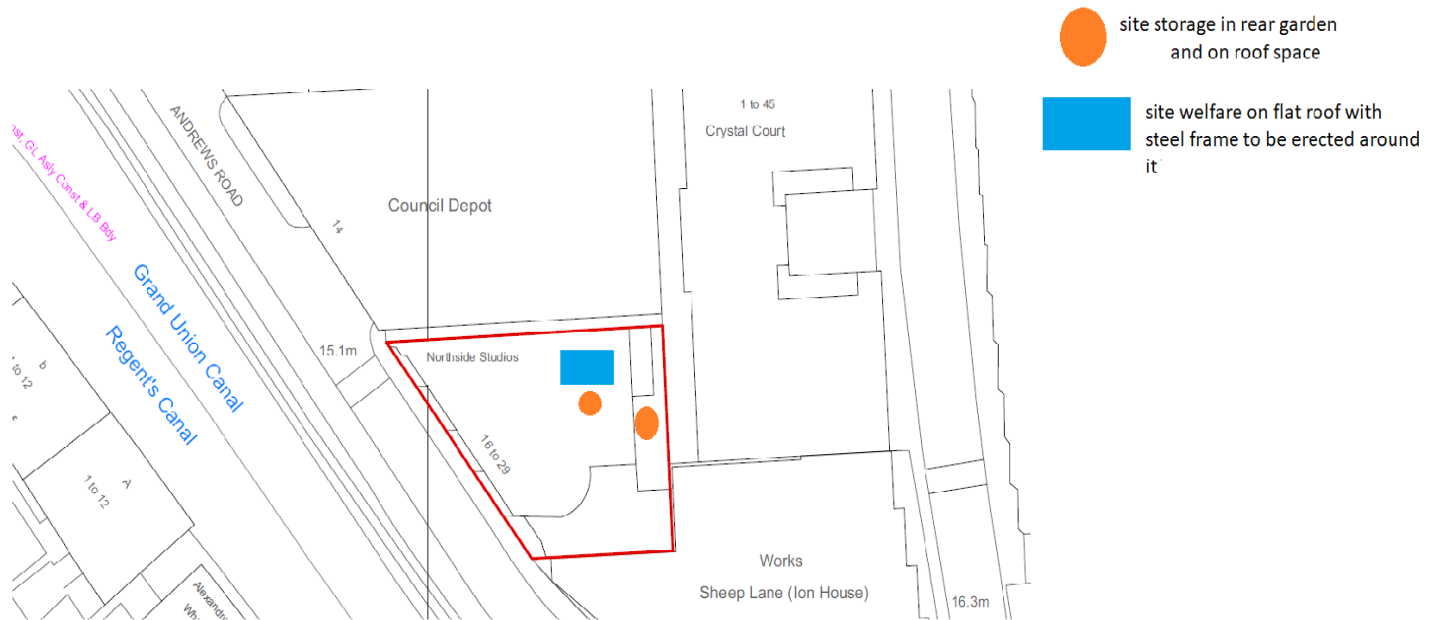 site storage in rear garden
and on roof space
site welfare on flat roof with
steel frame to be erected around
it
1 to 45
Crystal Court
ANDREWS ROAD
Const & LB Bdy
Council Depot
14
Grand Union Canal
Regent's Canal
15.1m
Northside Studios
b
1 to 12
16 to 29
A
1 to 12
Works
Sheep Lane (Ion House)
16.3m